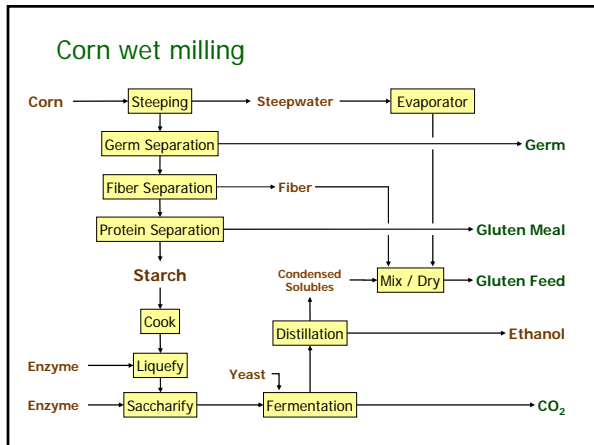 Corn wet milling
Corn
Steeping
Steepwater
Evaporator
Germ Separation
Germ
Fiber Separation
Fiber
Protein Separation
Gluten Meal
Starch
Condensed
Solubles
Mix / Dry
Gluten Feed
Cook
Distillation
Ethanol
Enzyme
Liquefy
Yeast
Enzyme
Saccharify
Fermentation
CO₂